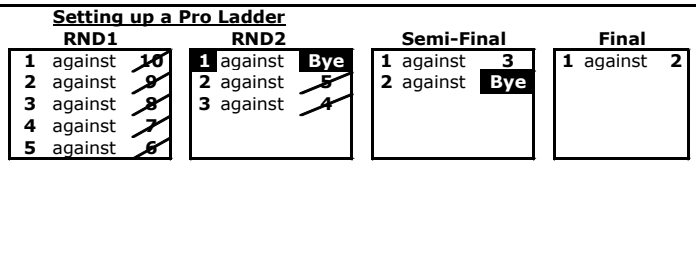 Setting up a Pro Ladder
RND1 RND2 Semi-Final Final
1 against 10 1 against Bye 1 against 3 1 against 2
2 against 9 2 against 5 2 against Bye
3 against 8 3 against 4
4 against 7
5 against 6